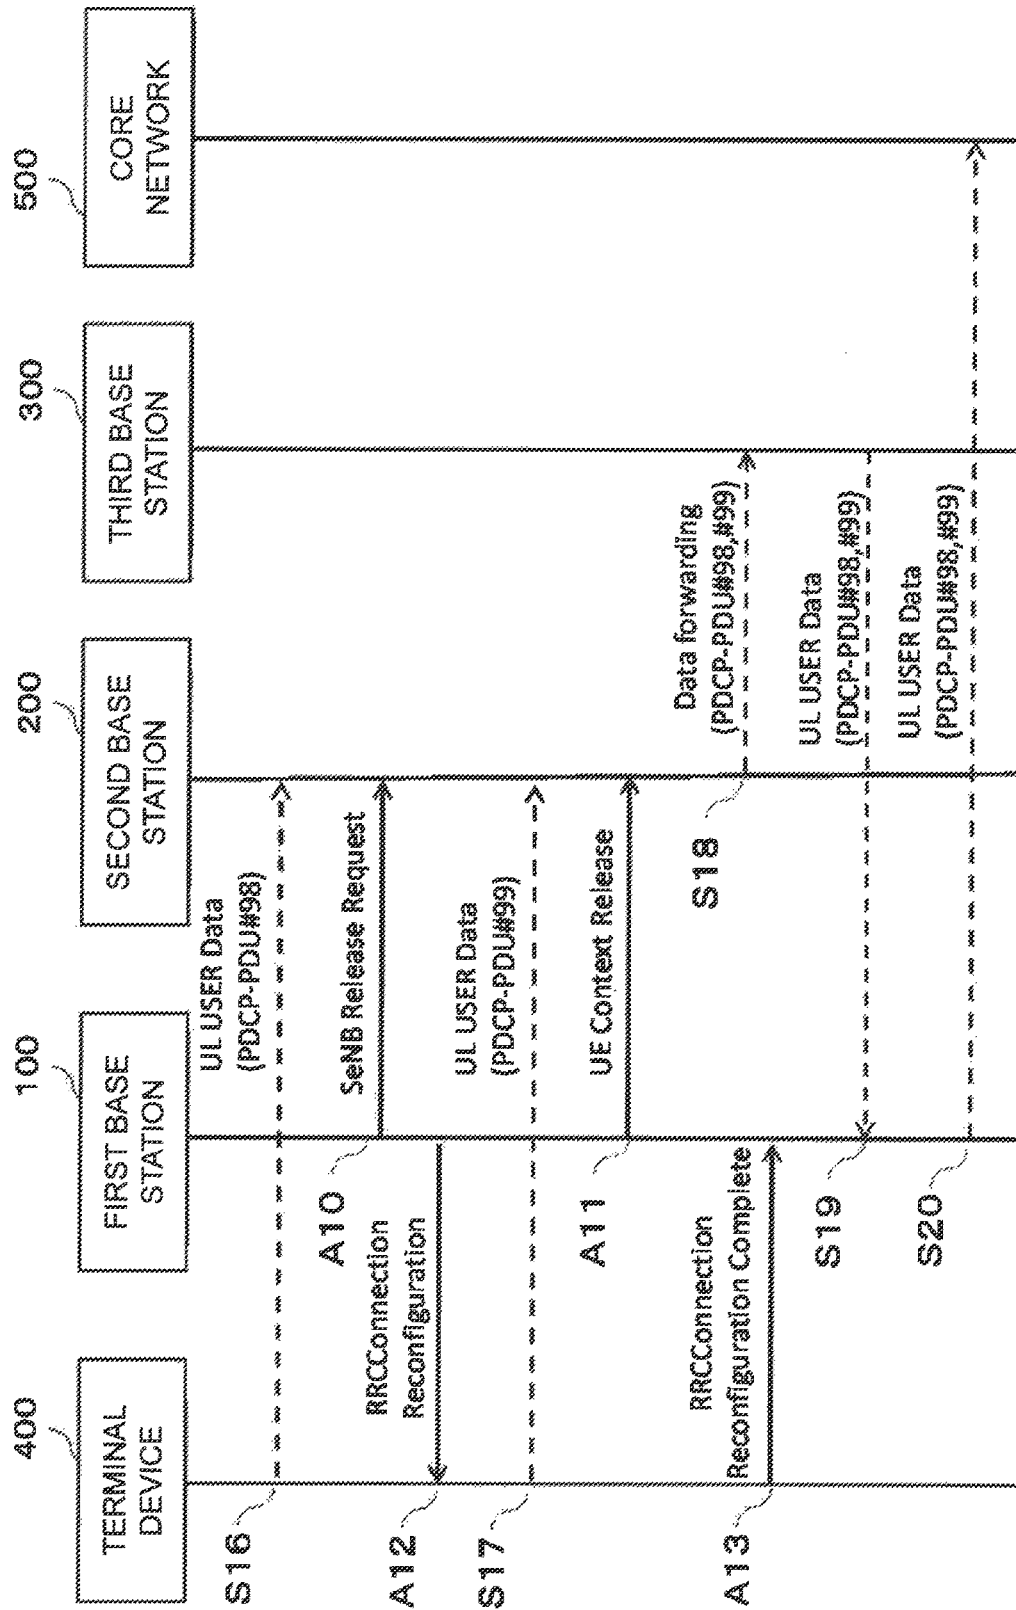 400
TERMINAL
DEVICE
100
FIRST BASE
STATION
200
SECOND BASE
STATION
300
THIRD BASE
STATION
500
CORE
NETWORK
S16
UL USER Data
(PDCP-PDU#98)
A10
SeNB Release Request
A12
RRCConnection
Reconfiguration
S17
UL USER Data
(PDCP-PDU#99)
A11
UE Context Release
S18
Data forwarding
(PDCP-PDU#98,#99)
A13
RRCConnection
Reconfiguration Complete
S19
UL USER Data
(PDCP-PDU#98,#99)
S20
UL USER Data
(PDCP-PDU#98,#99)